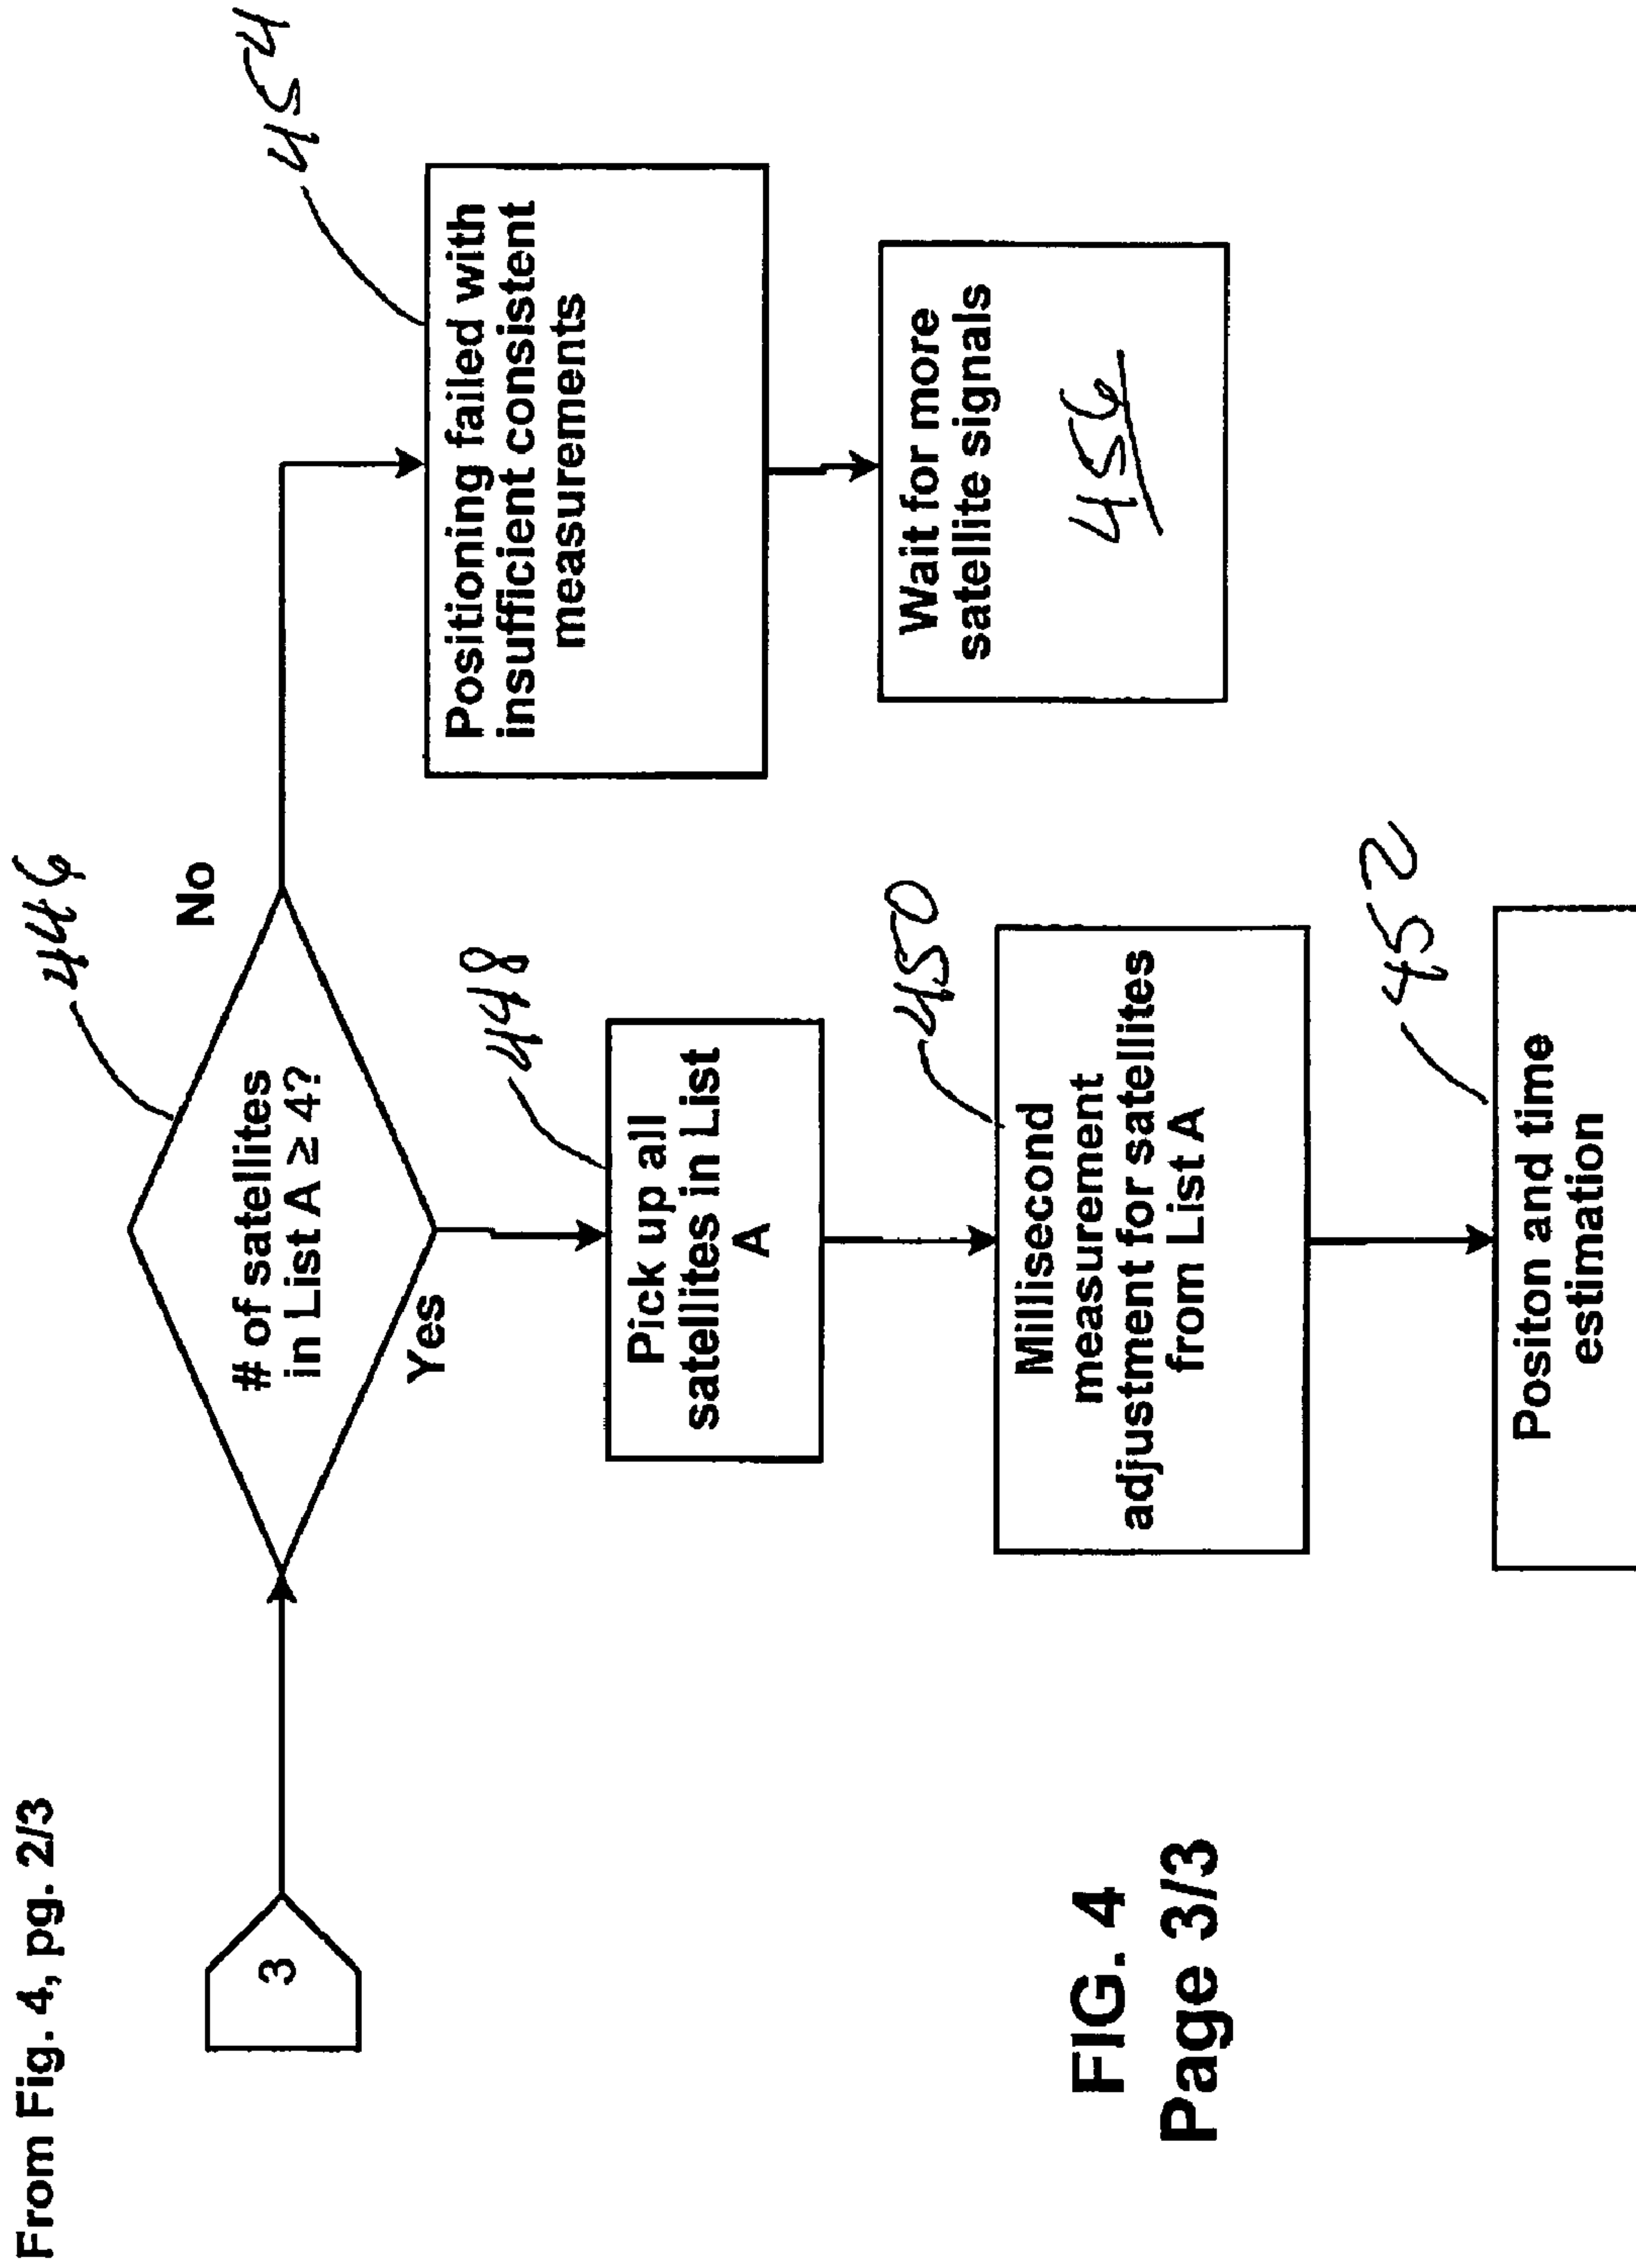 From Fig. 4, pg. 2/3
3
446
# of satellites
in List A ≥ 4?
No
Yes
454
Positioning failed with
insufficient consistent
measurements
Wait for more
satellite signals
456
448
Pick up all
satellites in List
A
450
Millisecond
measurement
adjustment for satellites
from List A
452
Positon and time
estimation
FIG. 4
Page 3/3